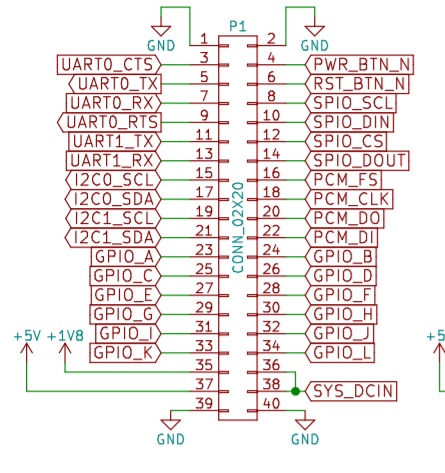 P1
GND 1 2 GND
UART0_CTS 3 4 PWR_BTN_N
UART0_TX 5 6 RST_BTN_N
UART0_RX 7 8 SPI0_SCL
UART0_RTS 9 10 SPI0_DIN
UART1_TX 11 12 SPI0_CS
UART1_RX 13 14 SPI0_DOUT
I2C0_SCL 15 16 PCM_FS
I2C0_SDA 17 18 PCM_CLK
I2C1_SCL 19 20 PCM_DO
I2C1_SDA 21 22 PCM_DI
GPIO_A 23 24 GPIO_B
GPIO_C 25 26 GPIO_D
GPIO_E 27 28 GPIO_F
GPIO_G 29 30 GPIO_H
GPIO_I 31 32 GPIO_J
GPIO_K 33 34 GPIO_L
+5V +1V8 +5
35 36
37 38 SYS_DCIN
39 40
GND GND
CONN_02X20